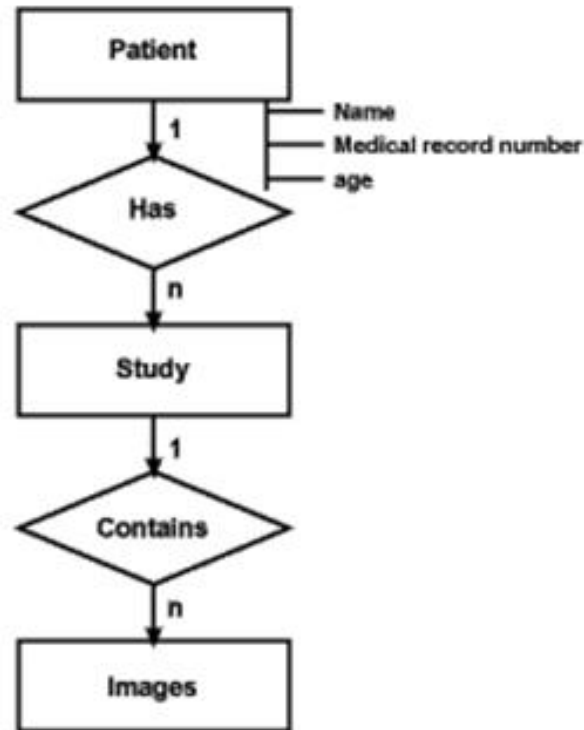 Patient
1
Name
Medical record number
age
Has
n
Study
1
Contains
n
Images